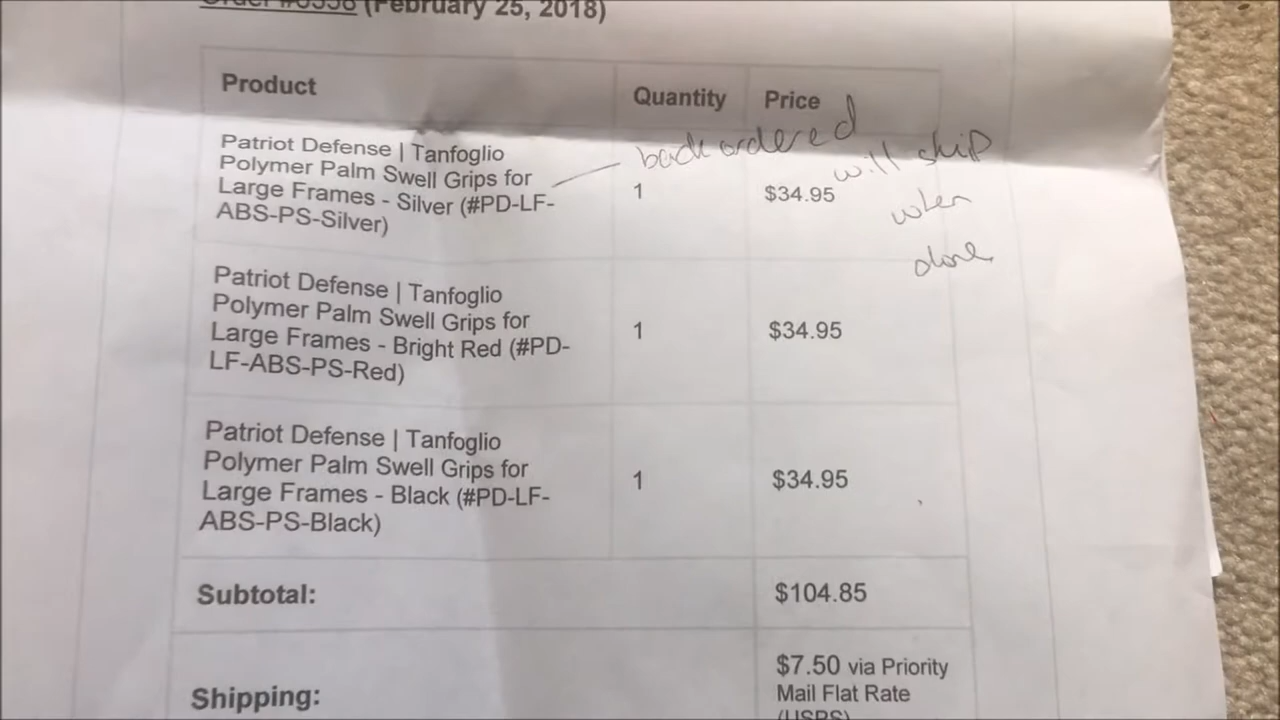 Order #6558 (February 25, 2018)
Product Quantity Price
back ordered
will ship
when
done
Patriot Defense | Tanfoglio
Polymer Palm Swell Grips for
Large Frames - Silver (#PD-LF-
ABS-PS-Silver)
1 $34.95
Patriot Defense | Tanfoglio
Polymer Palm Swell Grips for
Large Frames - Bright Red (#PD-
LF-ABS-PS-Red)
1 $34.95
Patriot Defense | Tanfoglio
Polymer Palm Swell Grips for
Large Frames - Black (#PD-LF-
ABS-PS-Black)
1 $34.95
Subtotal: $104.85
Shipping: $7.50 via Priority
Mail Flat Rate
(USPS)